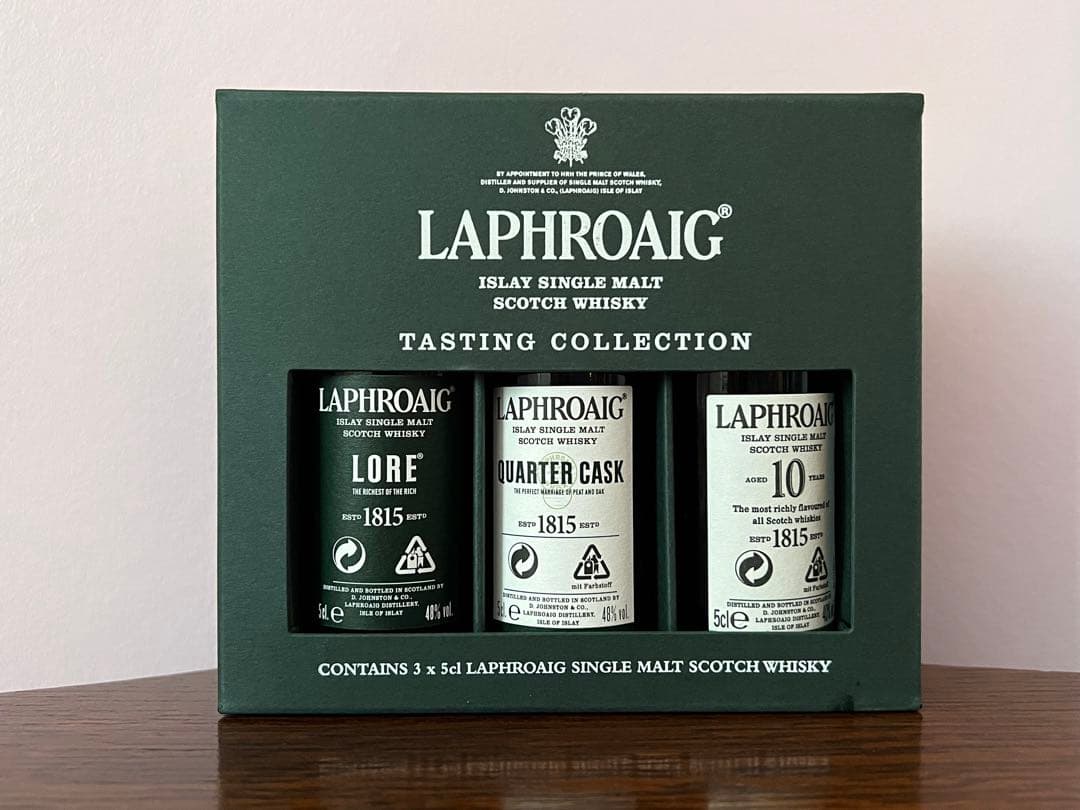 BY APPOINTMENT TO HRH THE PRINCE OF WALES,
DISTILLER AND SUPPLIER OF SINGLE MALT SCOTCH WHISKY,
D. JOHNSTON & CO., (LAPHROAIG) ISLE OF ISLAY
LAPHROAIG®
ISLAY SINGLE MALT
SCOTCH WHISKY
TASTING COLLECTION
LAPHROAIG®
ISLAY SINGLE MALT
SCOTCH WHISKY
LORE®
THE RICHEST OF THE RICH
ESTD 1815 ESTD
DISTILLED AND BOTTLED IN SCOTLAND BY
D. JOHNSTON & CO.,
LAPHROAIG DISTILLERY,
ISLE OF ISLAY
5cl. e 48% vol.
LAPHROAIG®
ISLAY SINGLE MALT
SCOTCH WHISKY
QUARTER CASK
THE PERFECT MARRIAGE OF PEAT AND OAK
ESTD 1815 ESTD
mit Farbstoff
DISTILLED AND BOTTLED IN SCOTLAND BY
D. JOHNSTON & CO.,
LAPHROAIG DISTILLERY,
ISLE OF ISLAY
5cl. e 48% vol.
LAPHROAIG
ISLAY SINGLE MALT
SCOTCH WHISKY
AGED 10 YEARS
The most richly flavoured of
all Scotch whiskies
ESTD 1815 ESTD
mit Farbstoff
DISTILLED AND BOTTLED IN SCOTLAND BY
D. JOHNSTON & CO.,
LAPHROAIG DISTILLERY,
ISLE OF ISLAY
5cl e
CONTAINS 3 x 5cl LAPHROAIG SINGLE MALT SCOTCH WHISKY